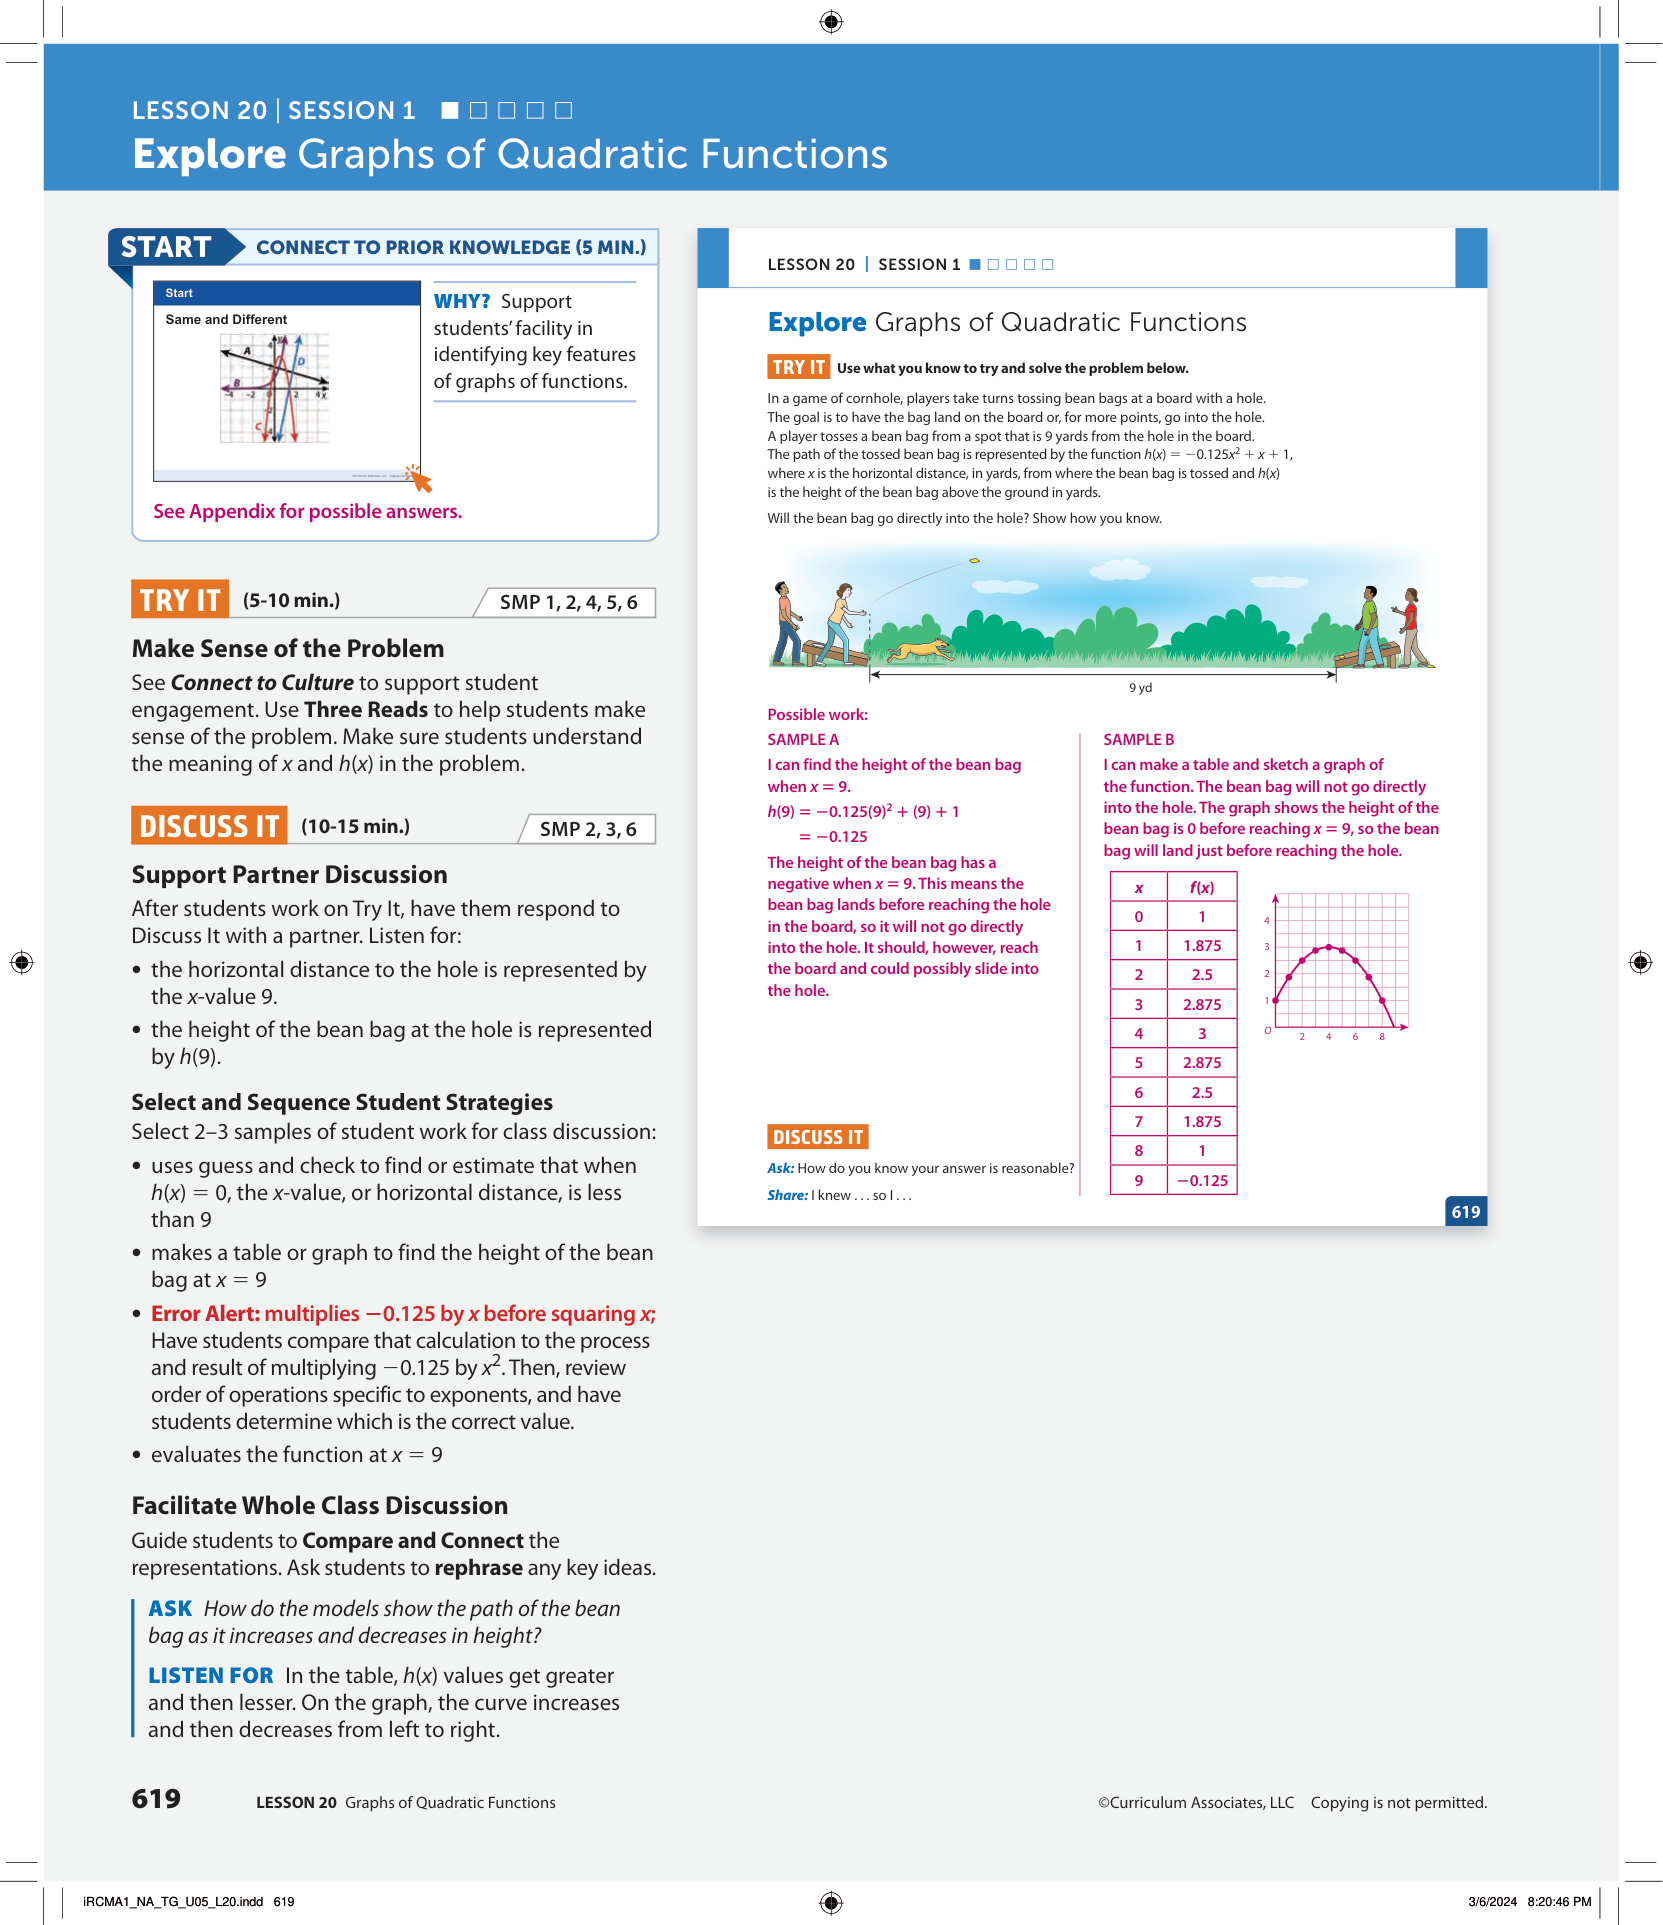 LESSON 20 | SESSION 1
Explore Graphs of Quadratic Functions
START
CONNECT TO PRIOR KNOWLEDGE (5 MIN.)
Start
Same and Different
A
B
C
D
WHY? Support
students’ facility in
identifying key features
of graphs of functions.
See Appendix for possible answers.
TRY IT (5-10 min.)
SMP 1, 2, 4, 5, 6
Make Sense of the Problem
See Connect to Culture to support student
engagement. Use Three Reads to help students make
sense of the problem. Make sure students understand
the meaning of x and h(x) in the problem.
DISCUSS IT (10-15 min.)
SMP 2, 3, 6
Support Partner Discussion
After students work on Try It, have them respond to
Discuss It with a partner. Listen for:
• the horizontal distance to the hole is represented by
the x-value 9.
• the height of the bean bag at the hole is represented
by h(9).
Select and Sequence Student Strategies
Select 2–3 samples of student work for class discussion:
• uses guess and check to find or estimate that when
h(x) = 0, the x-value, or horizontal distance, is less
than 9
• makes a table or graph to find the height of the bean
bag at x = 9
• Error Alert: multiplies −0.125 by x before squaring x;
Have students compare that calculation to the process
and result of multiplying −0.125 by x². Then, review
order of operations specific to exponents, and have
students determine which is the correct value.
• evaluates the function at x = 9
Facilitate Whole Class Discussion
Guide students to Compare and Connect the
representations. Ask students to rephrase any key ideas.
ASK How do the models show the path of the bean
bag as it increases and decreases in height?
LISTEN FOR In the table, h(x) values get greater
and then lesser. On the graph, the curve increases
and then decreases from left to right.
LESSON 20 | SESSION 1
Explore Graphs of Quadratic Functions
TRY IT Use what you know to try and solve the problem below.
In a game of cornhole, players take turns tossing bean bags at a board with a hole.
The goal is to have the bag land on the board or, for more points, go into the hole.
A player tosses a bean bag from a spot that is 9 yards from the hole in the board.
The path of the tossed bean bag is represented by the function h(x) = −0.125x² + x + 1,
where x is the horizontal distance, in yards, from where the bean bag is tossed and h(x)
is the height of the bean bag above the ground in yards.
Will the bean bag go directly into the hole? Show how you know.
9 yd
Possible work:
SAMPLE A
I can find the height of the bean bag
when x = 9.
h(9) = −0.125(9)² + (9) + 1
= −0.125
The height of the bean bag has a
negative when x = 9. This means the
bean bag lands before reaching the hole
in the board, so it will not go directly
into the hole. It should, however, reach
the board and could possibly slide into
the hole.
SAMPLE B
I can make a table and sketch a graph of
the function. The bean bag will not go directly
into the hole. The graph shows the height of the
bean bag is 0 before reaching x = 9, so the bean
bag will land just before reaching the hole.
x f(x)
0 1
1 1.875
2 2.5
3 2.875
4 3
5 2.875
6 2.5
7 1.875
8 1
9 −0.125
4
3
2
1
O 2 4 6 8
DISCUSS IT
Ask: How do you know your answer is reasonable?
Share: I knew . . . so I . . .
619
619 LESSON 20 Graphs of Quadratic Functions
©Curriculum Associates, LLC Copying is not permitted.
iRCMA1_NA_TG_U05_L20.indd 619
3/6/2024 8:20:46 PM